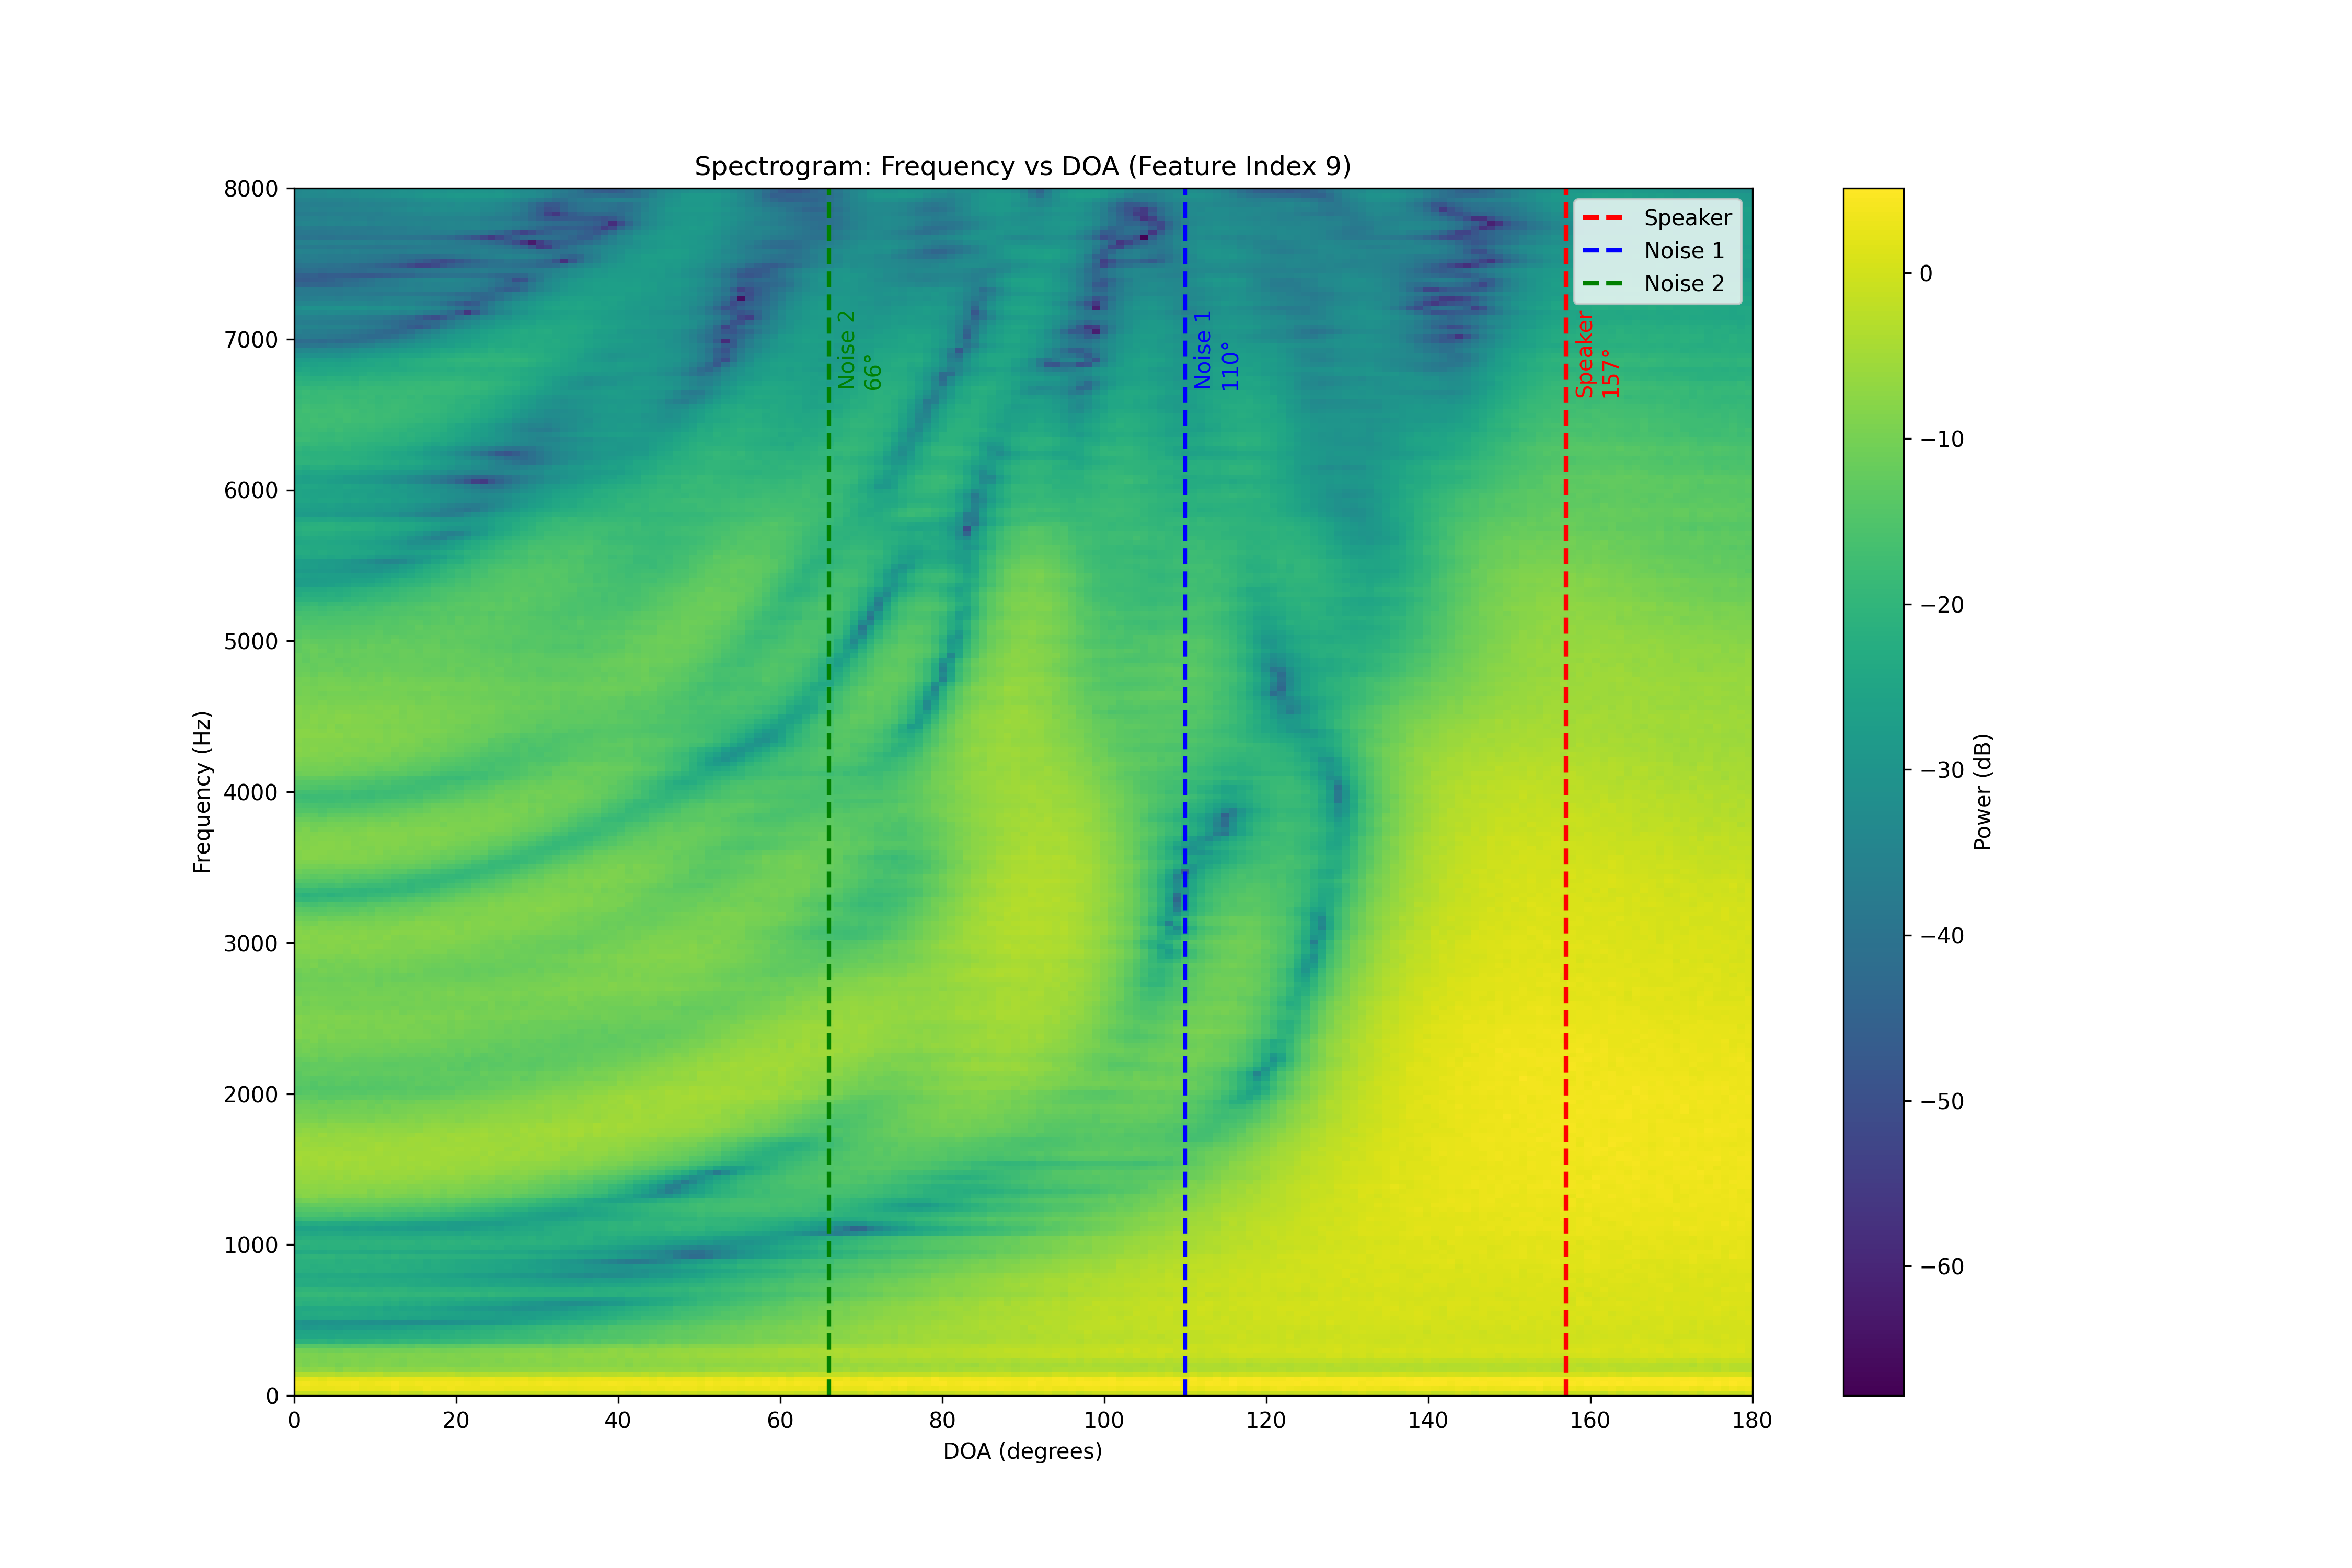 Spectrogram: Frequency vs DOA (Feature Index 9)
8000
7000
6000
5000
4000
3000
2000
1000
0
Frequency (Hz)
0
20
40
60
80
100
120
140
160
180
DOA (degrees)
Noise 2
66°
Noise 1
110°
Speaker
157°
Speaker
Noise 1
Noise 2
0
−10
−20
−30
−40
−50
−60
Power (dB)